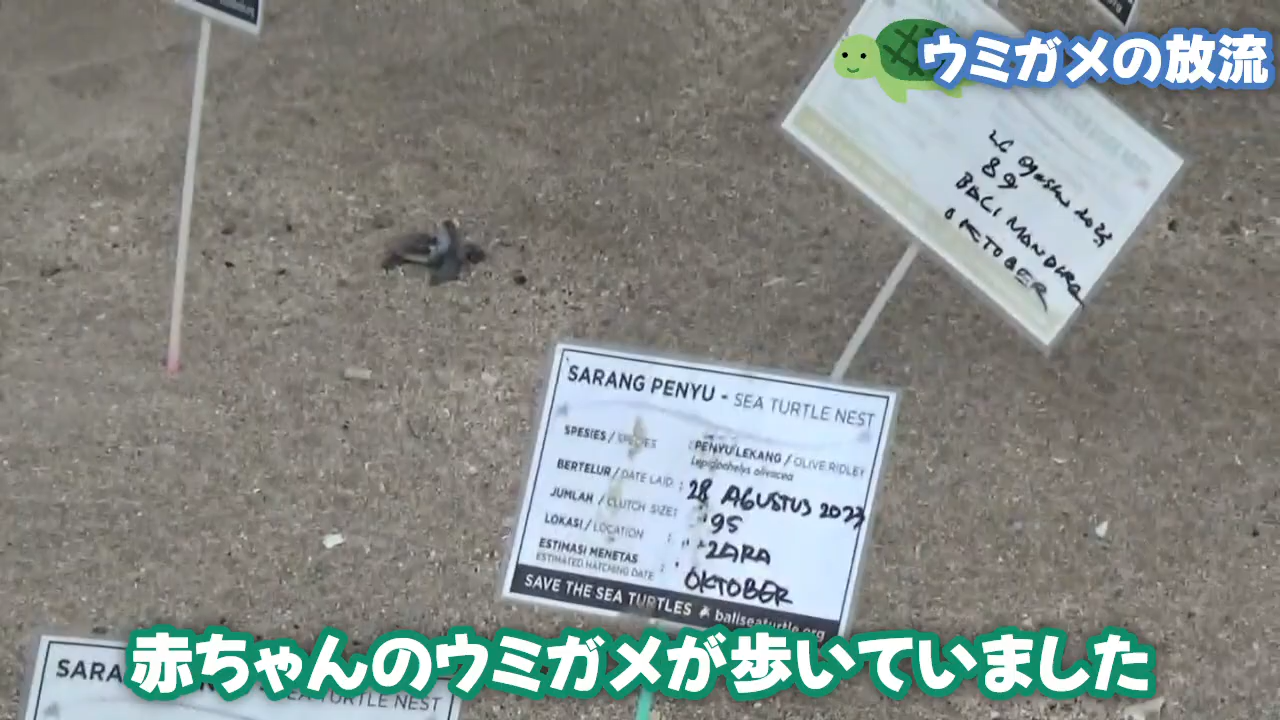 ウミガメの放流
89
BALI MANDARA
OKTOBER
SARANG PENYU - SEA TURTLE NEST
SPESIES / SPECIES : PENYU LEKANG / OLIVE RIDLEY
Lepidochelys olivacea
BERTELUR / DATE LAID : 28 AGUSTUS 2023
JUMLAH / CLUTCH SIZE : 95
LOKASI / LOCATION : ZARA
ESTIMASI MENETAS : OKTOBER
ESTIMATED HATCHING DATE
SAVE THE SEA TURTLES baliseaturtle.org
SEA TURTLE NEST
赤ちゃんのウミガメが歩いていました